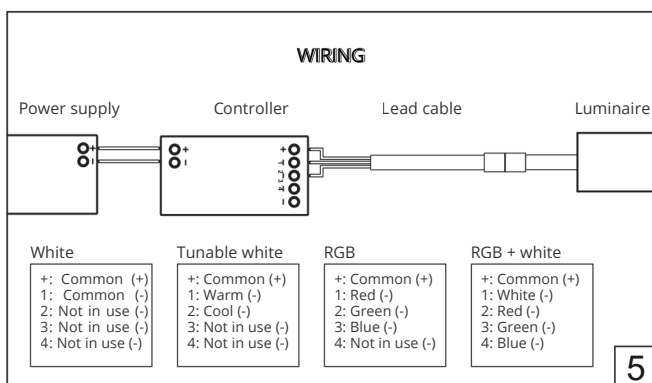 WIRING
Power supply Controller Lead cable Luminaire
+ + +
- - 1
2
3
4
-
White Tunable white RGB RGB + white
+: Common (+) +: Common (+) +: Common (+) +: Common (+)
1: Common (-) 1: Warm (-) 1: Red (-) 1: White (-)
2: Not in use (-) 2: Cool (-) 2: Green (-) 2: Red (-)
3: Not in use (-) 3: Not in use (-) 3: Blue (-) 3: Green (-)
4: Not in use (-) 4: Not in use (-) 4: Not in use (-) 4: Blue (-)
5